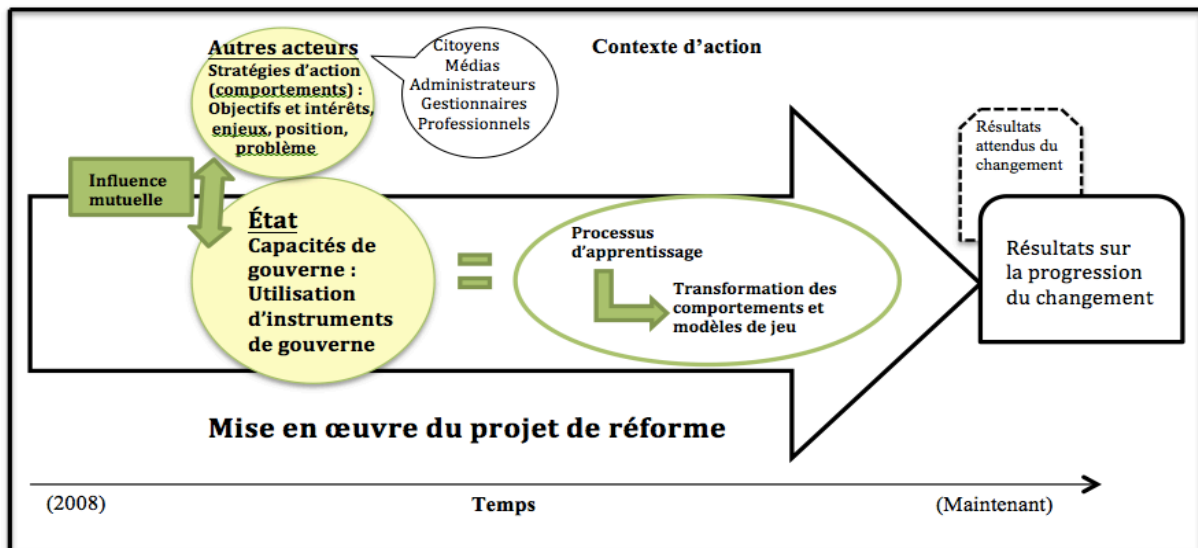 Autres acteurs
Stratégies d'action
(comportements) :
Objectifs et intérêts,
enjeux, position,
problème
Citoyens
Médias
Administrateurs
Gestionnaires
Professionnels
Contexte d'action
Résultats
attendus du
changement
Influence
mutuelle
État
Capacités de
gouverne :
Utilisation
d'instruments
de gouverne
Processus
d'apprentissage
Transformation des
comportements et
modèles de jeu
Résultats sur
la progression
du changement
Mise en œuvre du projet de réforme
(2008)
Temps
(Maintenant)